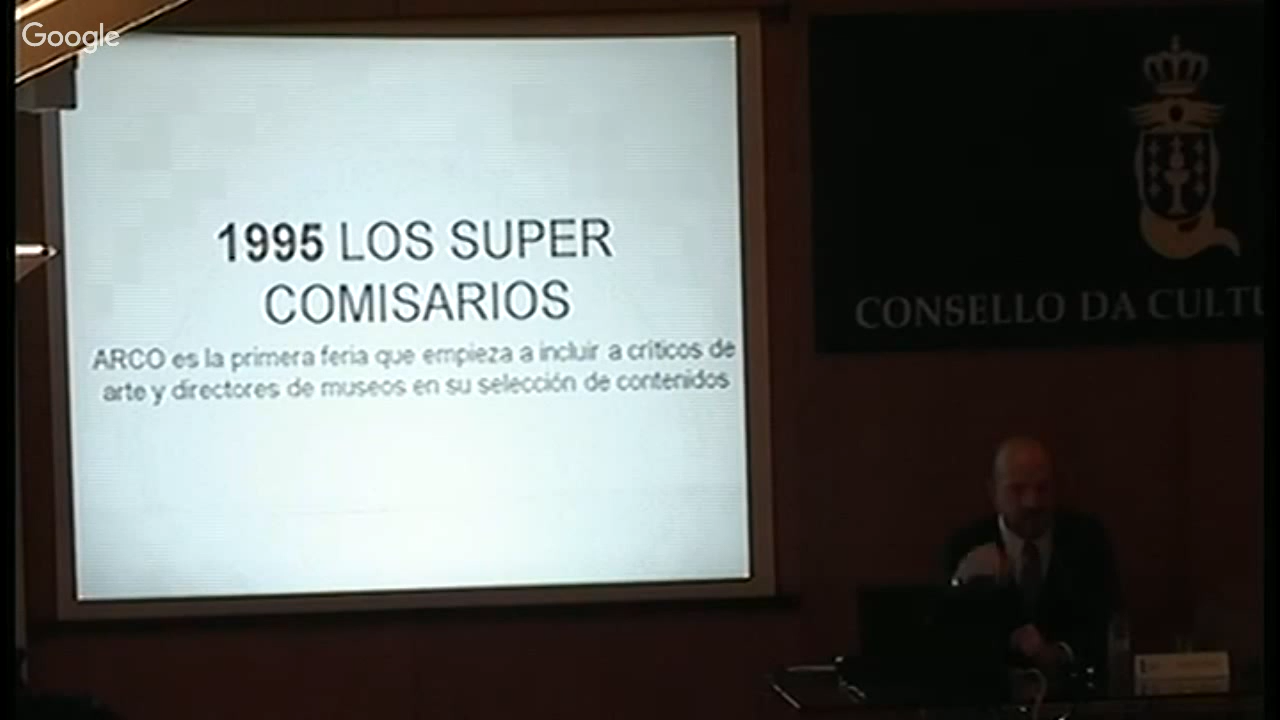 Google
1995 LOS SUPER
COMISARIOS
ARCO es la primera feria que empieza a incluir a críticos de
arte y directores de museos en su selección de contenidos
CONSELLO DA CULTU